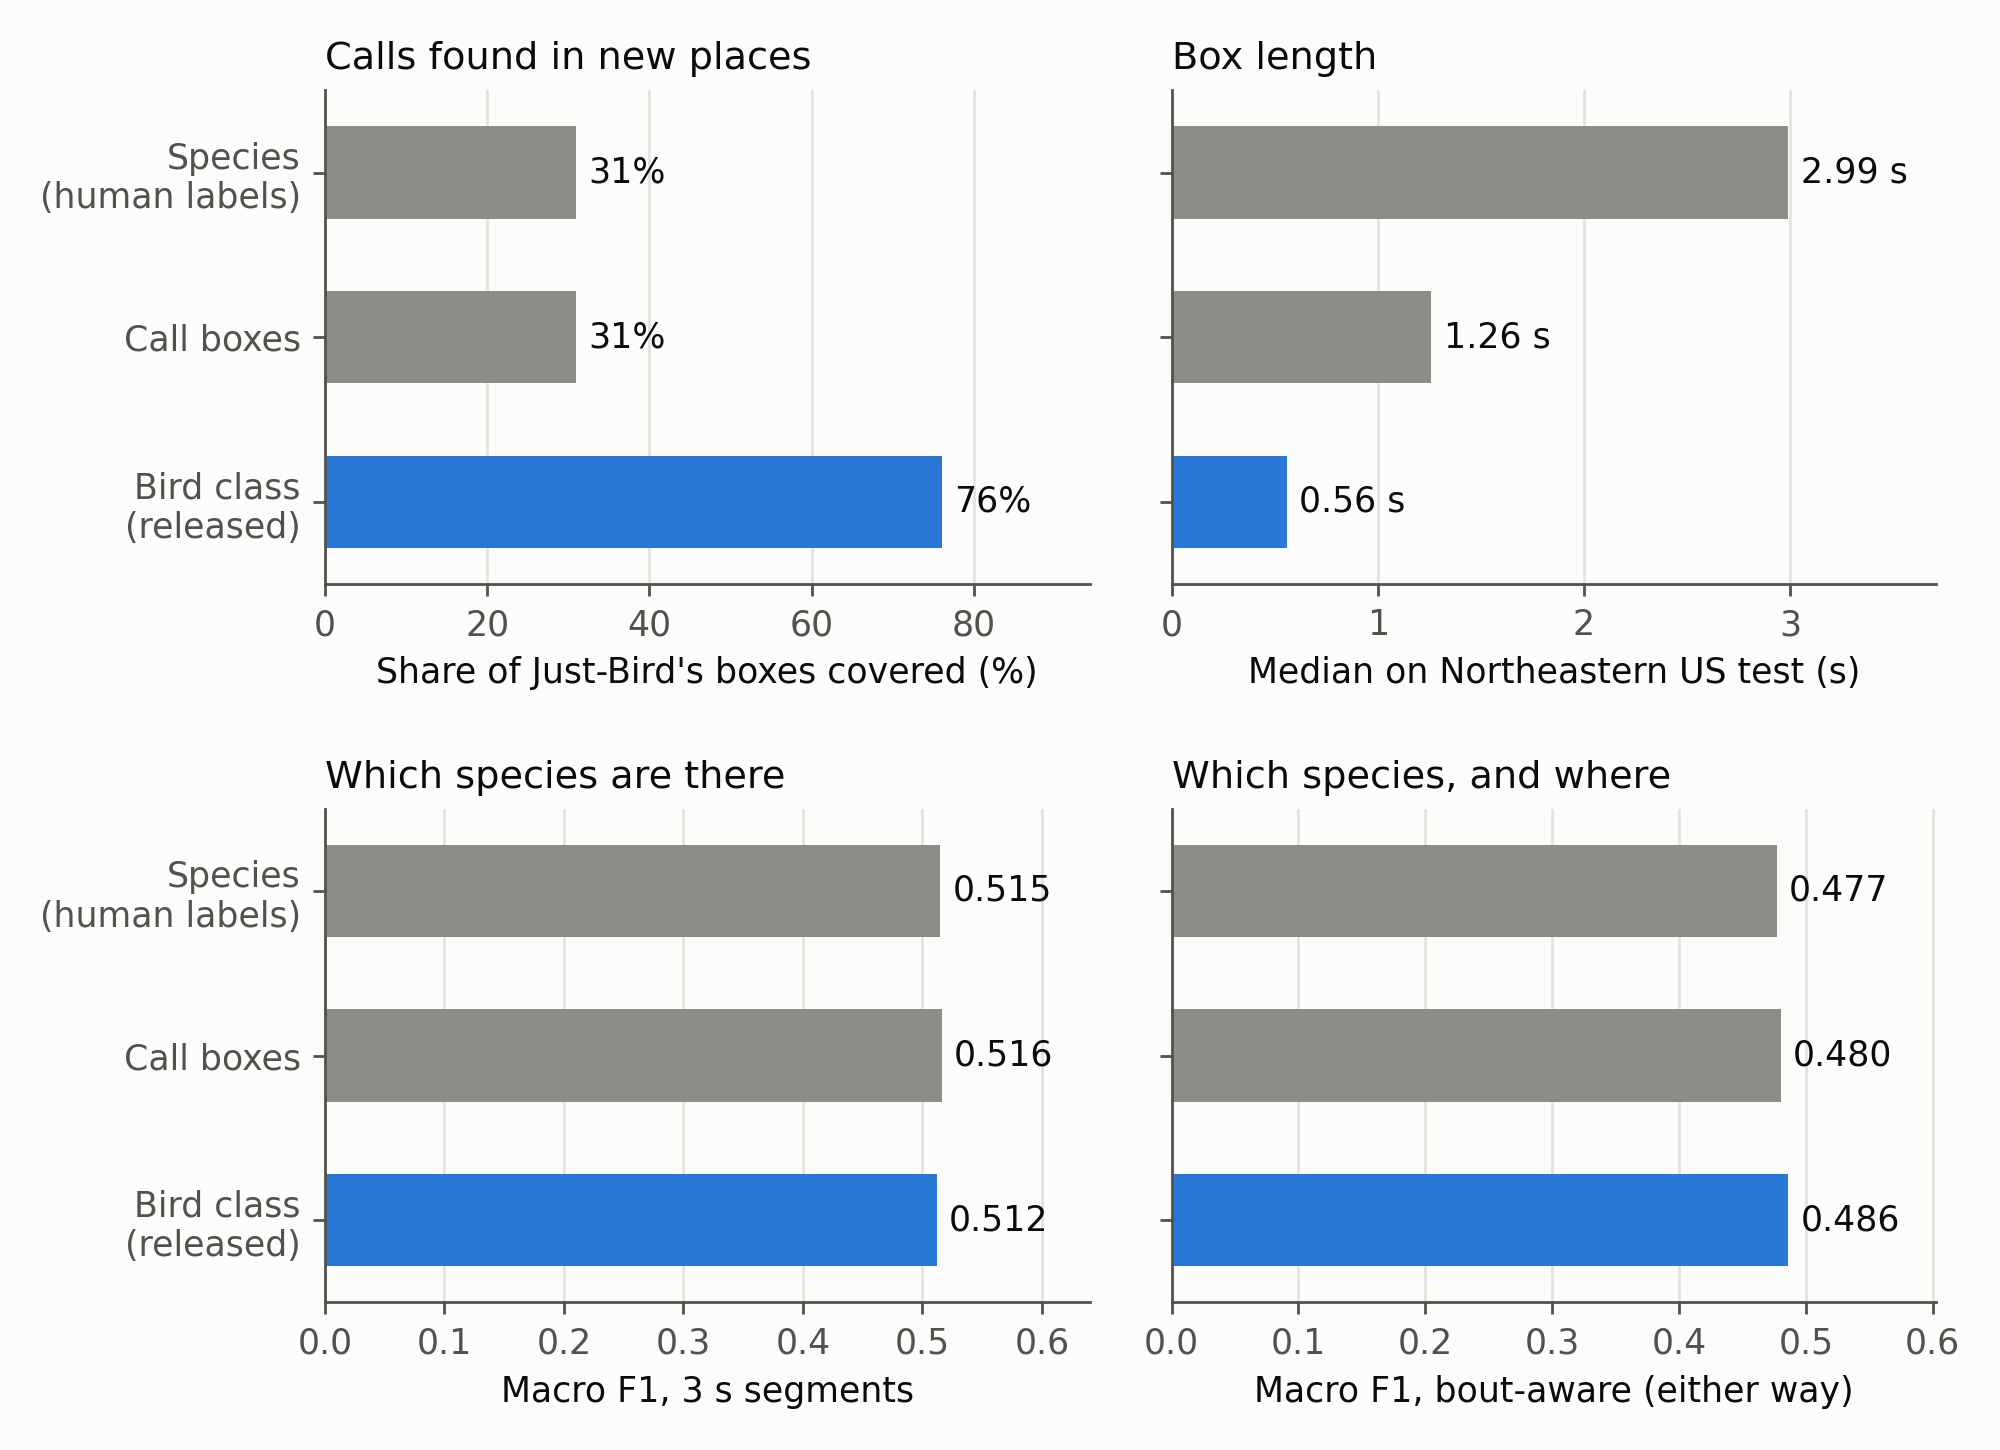 Calls found in new places
Species
(human labels)
31%
Call boxes
31%
Bird class
(released)
76%
0 20 40 60 80
Share of Just-Bird's boxes covered (%)
Box length
2.99 s
1.26 s
0.56 s
0 1 2 3
Median on Northeastern US test (s)
Which species are there
Species
(human labels)
0.515
Call boxes
0.516
Bird class
(released)
0.512
0.0 0.1 0.2 0.3 0.4 0.5 0.6
Macro F1, 3 s segments
Which species, and where
0.477
0.480
0.486
0.0 0.1 0.2 0.3 0.4 0.5 0.6
Macro F1, bout-aware (either way)